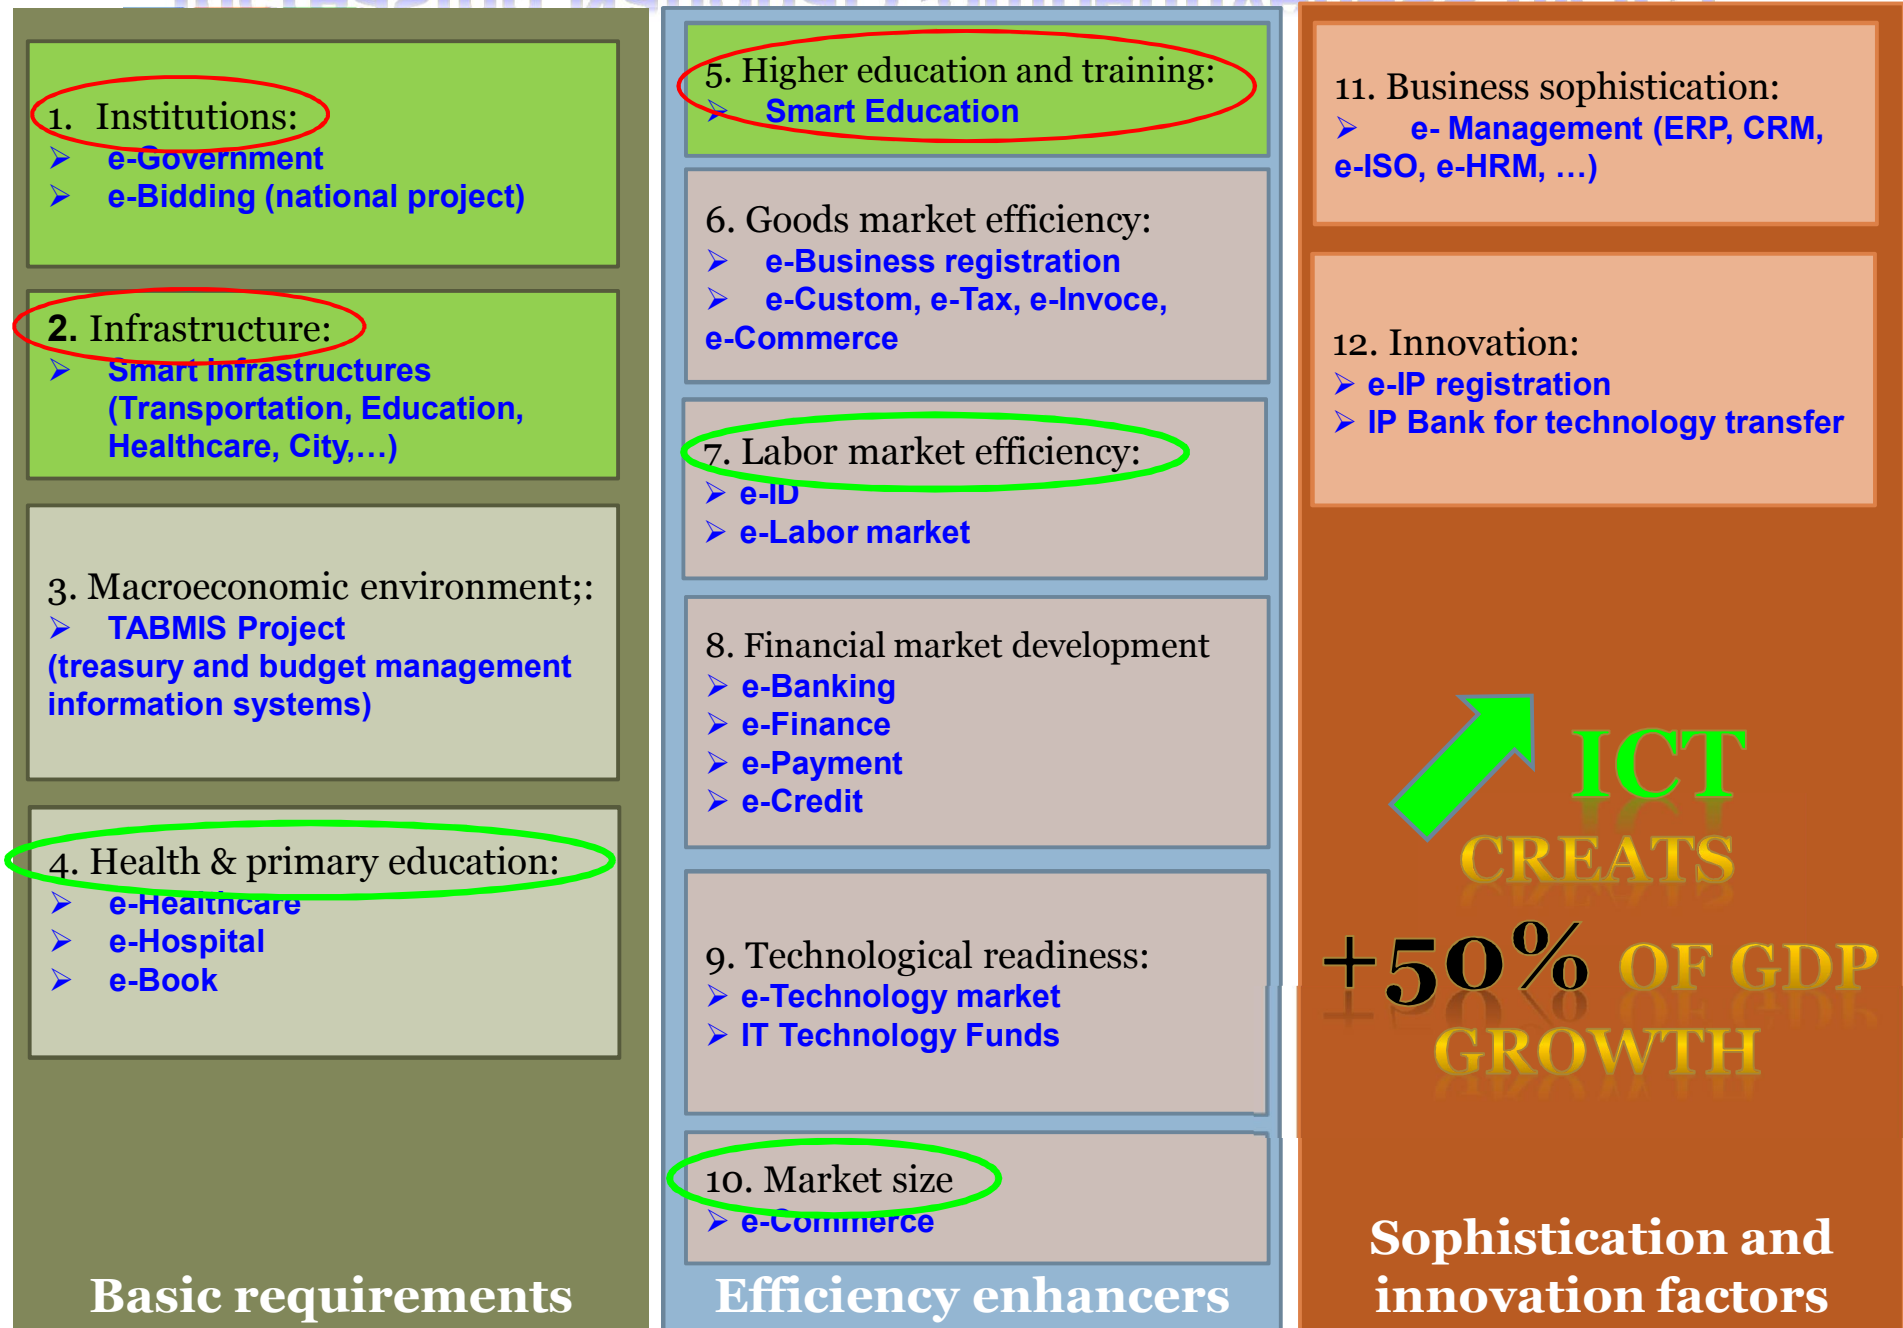 1. Institutions:
➢ e-Government
➢ e-Bidding (national project)
2. Infrastructure:
➢ Smart infrastructures
(Transportation, Education,
Healthcare, City,…)
3. Macroeconomic environment;:
➢ TABMIS Project
(treasury and budget management
information systems)
4. Health & primary education:
➢ e-Healthcare
➢ e-Hospital
➢ e-Book
Basic requirements
5. Higher education and training:
➢ Smart Education
6. Goods market efficiency:
➢ e-Business registration
➢ e-Custom, e-Tax, e-Invoce,
e-Commerce
7. Labor market efficiency:
➢ e-ID
➢ e-Labor market
8. Financial market development
➢ e-Banking
➢ e-Finance
➢ e-Payment
➢ e-Credit
9. Technological readiness:
➢ e-Technology market
➢ IT Technology Funds
10. Market size
➢ e-Commerce
Efficiency enhancers
11. Business sophistication:
➢ e- Management (ERP, CRM,
e-ISO, e-HRM, …)
12. Innovation:
➢ e-IP registration
➢ IP Bank for technology transfer
ICT
CREATS
+50% OF GDP
GROWTH
Sophistication and
innovation factors